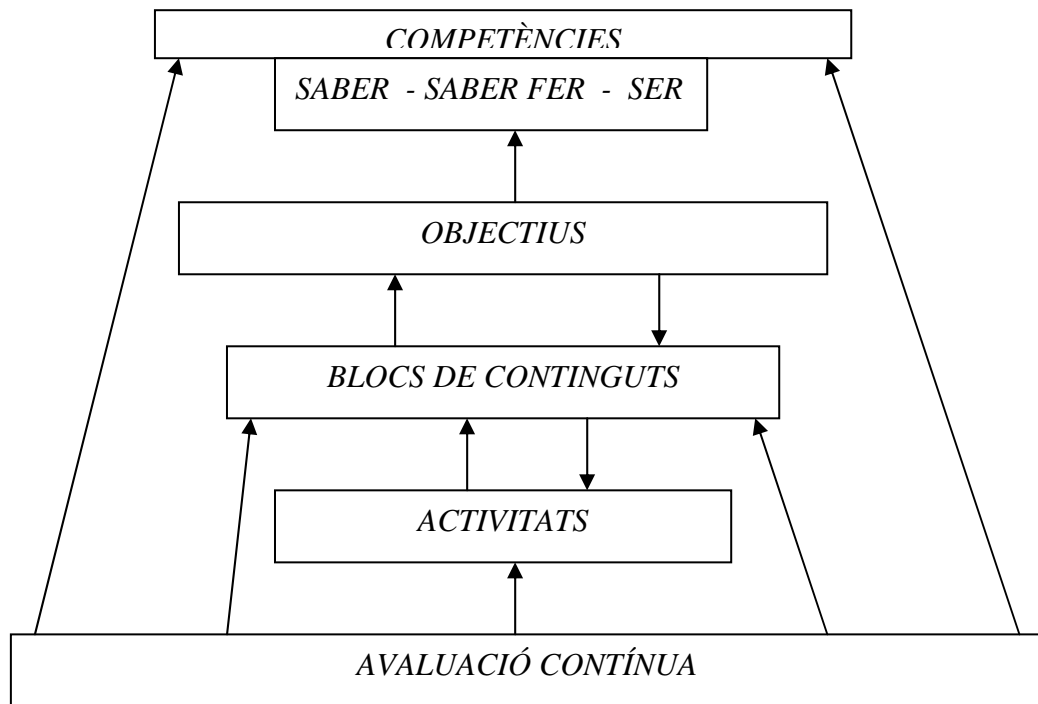 COMPETÈNCIES
SABER - SABER FER - SER
OBJECTIUS
BLOCS DE CONTINGUTS
ACTIVITATS
AVALUACIÓ CONTÍNUA